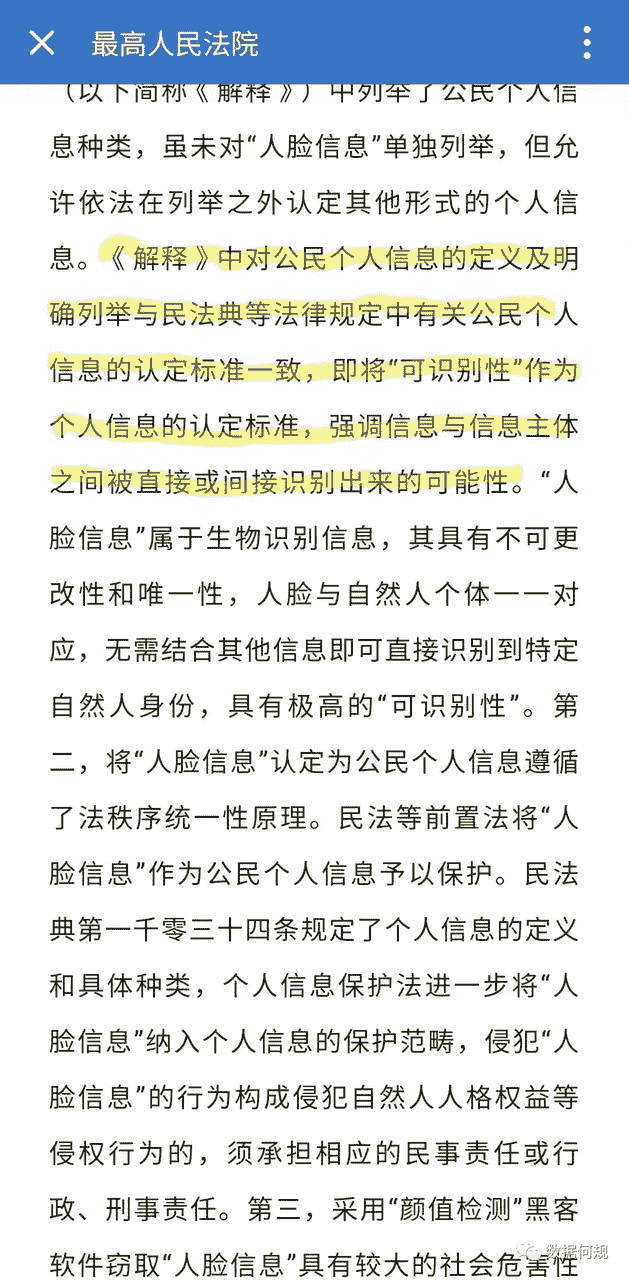 最高人民法院
（以下简称《解释》）中列举了公民个人信
息种类，虽未对“人脸信息”单独列举，但允
许依法在列举之外认定其他形式的个人信
息。《解释》中对公民个人信息的定义及明
确列举与民法典等法律规定中有关公民个人
信息的认定标准一致，即将“可识别性”作为
个人信息的认定标准，强调信息与信息主体
之间被直接或间接识别出来的可能性。“人
脸信息”属于生物识别信息，其具有不可更
改性和唯一性，人脸与自然人个体一一对
应，无需结合其他信息即可直接识别到特定
自然人身份，具有极高的“可识别性”。第
二，将“人脸信息”认定为公民个人信息遵循
了法秩序统一性原理。民法等前置法将“人
脸信息”作为公民个人信息予以保护。民法
典第一千零三十四条规定了个人信息的定义
和具体种类，个人信息保护法进一步将“人
脸信息”纳入个人信息的保护范畴，侵犯“人
脸信息”的行为构成侵犯自然人人格权益等
侵权行为的，须承担相应的民事责任或行
政、刑事责任。第三，采用“颜值检测”黑客
软件窃取“人脸信息”具有较大的社会危害性
数据何规